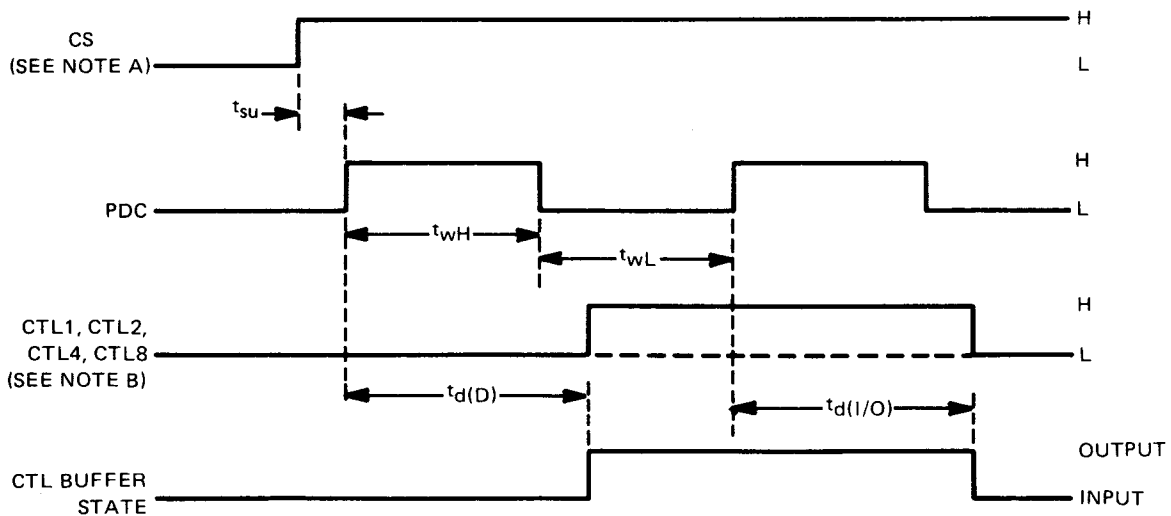 CS
(SEE NOTE A)
H
L
tsu
PDC
H
L
twH
twL
CTL1, CTL2,
CTL4, CTL8
(SEE NOTE B)
H
L
td(D)
td(I/O)
CTL BUFFER
STATE
OUTPUT
INPUT